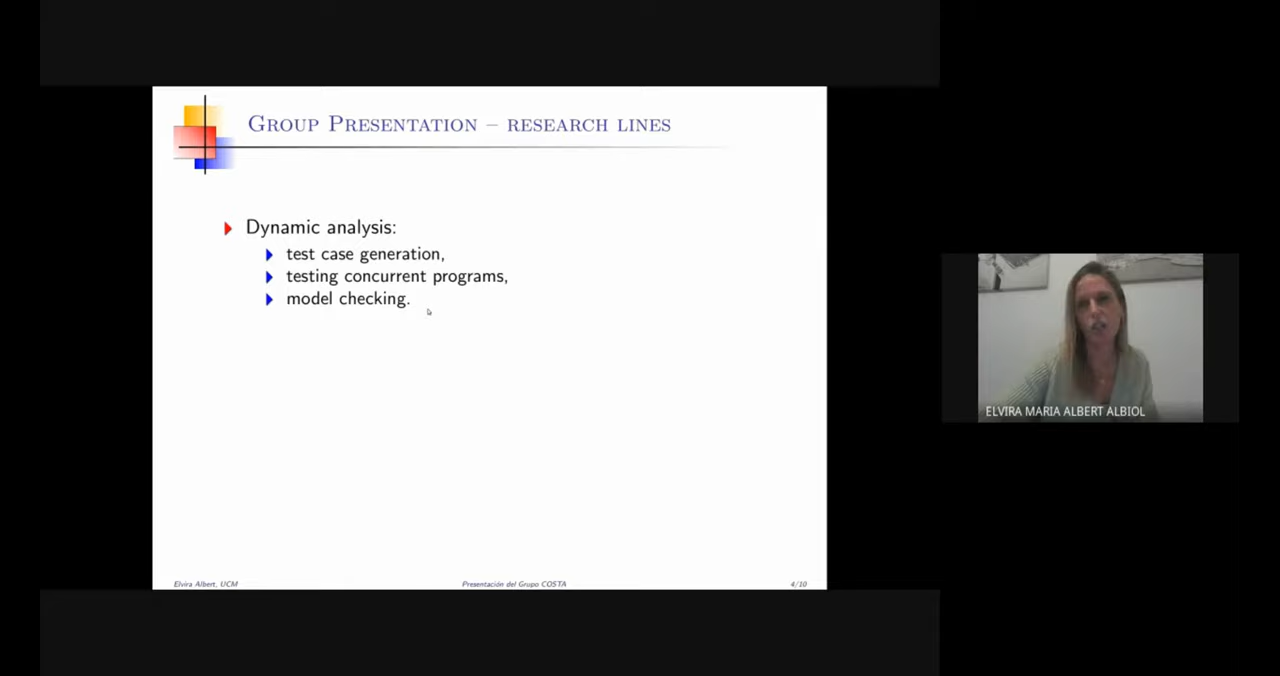 Group Presentation – research lines
Dynamic analysis:
test case generation,
testing concurrent programs,
model checking.
Elvira Albert, UCM
Presentación del Grupo COSTA
4/10
ELVIRA MARIA ALBERT ALBIOL